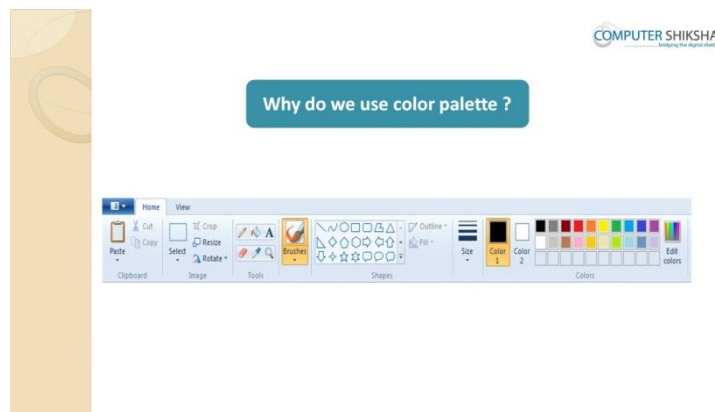 COMPUTER SHIKSHA
bridging the digital divid
Why do we use color palette ?
Home View
Paste
Cut
Copy
Clipboard
Select
Crop
Resize
Rotate
Image
A
Tools
Brushes
Outline
Fill
Shapes
Size
Color 1
Color 2
Edit colors
Colors